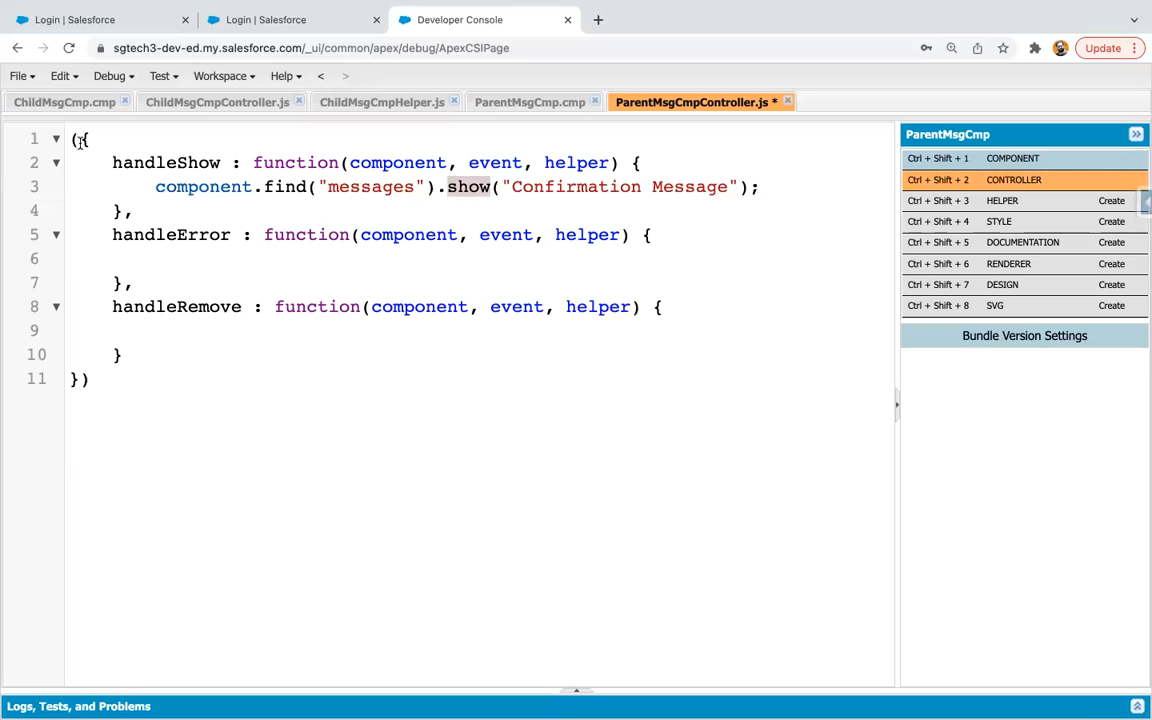 Login | Salesforce
Login | Salesforce
Developer Console
sgtech3-dev-ed.my.salesforce.com/_ui/common/apex/debug/ApexCSIPage
Update
File Edit Debug Test Workspace Help < >
ChildMsgCmp.cmp ChildMsgCmpController.js ChildMsgCmpHelper.js ParentMsgCmp.cmp ParentMsgCmpController.js *
1 ({
2 handleShow : function(component, event, helper) {
3 component.find("messages").show("Confirmation Message");
4 },
5 handleError : function(component, event, helper) {
6
7 },
8 handleRemove : function(component, event, helper) {
9
10 }
11 })
ParentMsgCmp
Ctrl + Shift + 1 COMPONENT
Ctrl + Shift + 2 CONTROLLER
Ctrl + Shift + 3 HELPER Create
Ctrl + Shift + 4 STYLE Create
Ctrl + Shift + 5 DOCUMENTATION Create
Ctrl + Shift + 6 RENDERER Create
Ctrl + Shift + 7 DESIGN Create
Ctrl + Shift + 8 SVG Create
Bundle Version Settings
Logs, Tests, and Problems